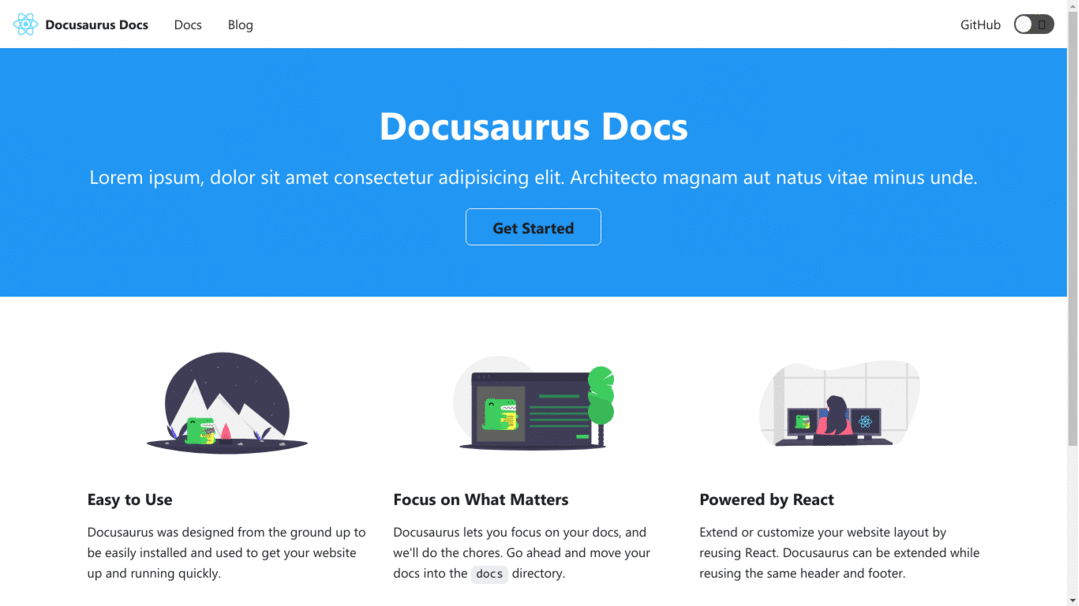 Docusaurus Docs Docs Blog GitHub
Docusaurus Docs
Lorem ipsum, dolor sit amet consectetur adipisicing elit. Architecto magnam aut natus vitae minus unde.
Get Started
Easy to Use
Docusaurus was designed from the ground up to
be easily installed and used to get your website
up and running quickly.
Focus on What Matters
Docusaurus lets you focus on your docs, and
we'll do the chores. Go ahead and move your
docs into the docs directory.
Powered by React
Extend or customize your website layout by
reusing React. Docusaurus can be extended while
reusing the same header and footer.